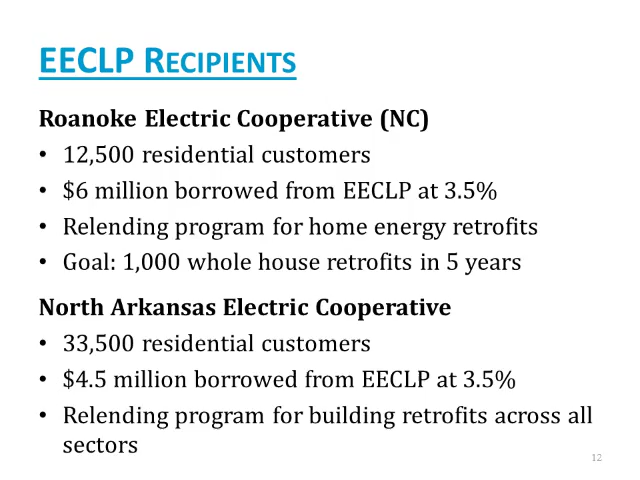 EECLP RECIPIENTS
Roanoke Electric Cooperative (NC)
• 12,500 residential customers
• $6 million borrowed from EECLP at 3.5%
• Relending program for home energy retrofits
• Goal: 1,000 whole house retrofits in 5 years
North Arkansas Electric Cooperative
• 33,500 residential customers
• $4.5 million borrowed from EECLP at 3.5%
• Relending program for building retrofits across all
sectors
12